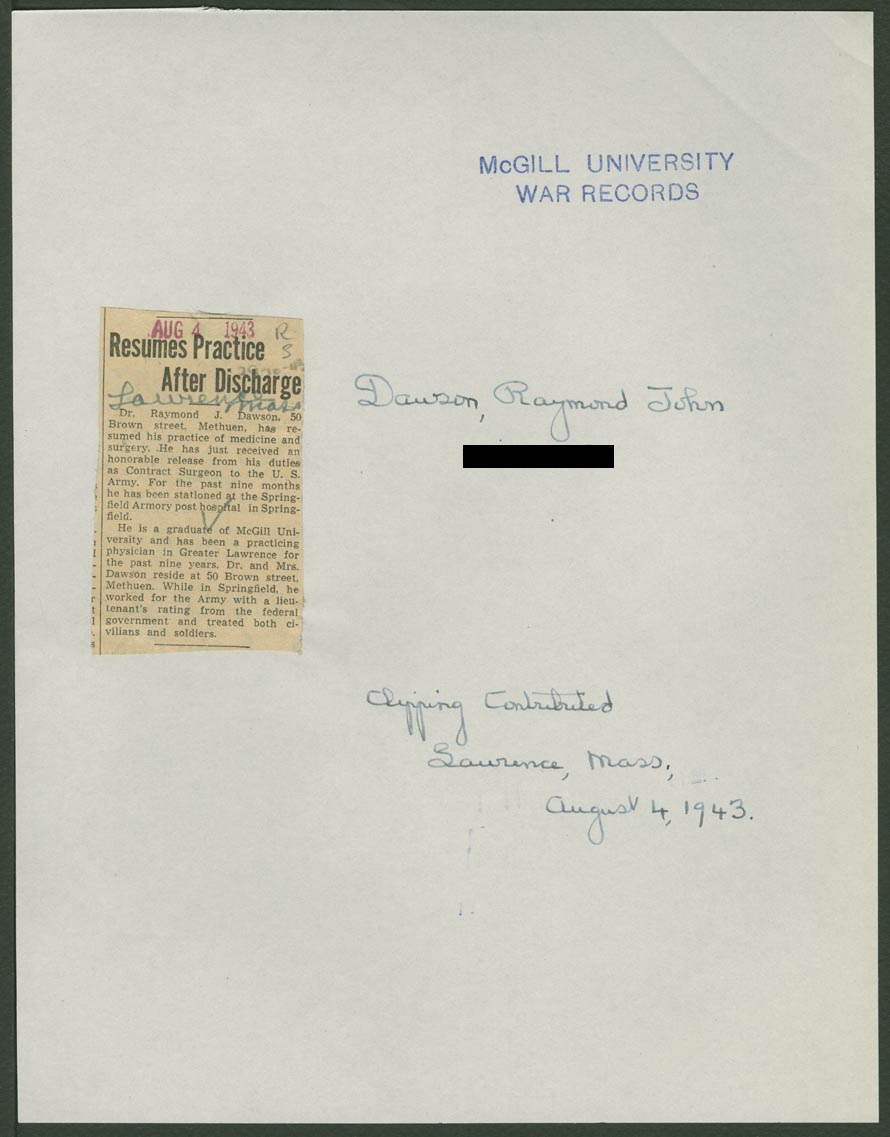 McGILL UNIVERSITY
WAR RECORDS
AUG 4 1943 R
S
Resumes Practice
After Discharge
Lawrence
Mass
Dr. Raymond J. Dawson, 50
Brown street, Methuen, has re-
sumed his practice of medicine and
surgery. He has just received an
honorable release from his duties
as Contract Surgeon to the U. S.
Army. For the past nine months
he has been stationed at the Spring-
field Armory post hospital in Spring-
field.
He is a graduate of McGill Uni-
versity and has been a practicing
physician in Greater Lawrence for
the past nine years. Dr. and Mrs.
Dawson reside at 50 Brown street,
Methuen. While in Springfield, he
worked for the Army with a lieu-
tenant's rating from the federal
government and treated both ci-
vilians and soldiers.
Dawson, Raymond John
Clipping Contributed
Lawrence, Mass,
August 4, 1943.